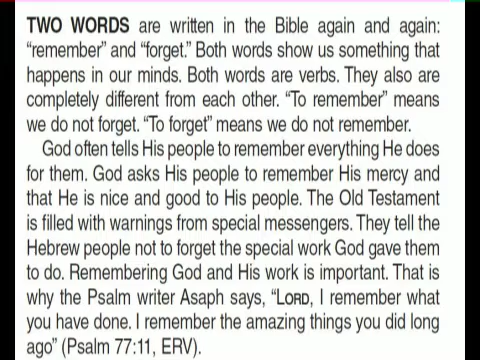 TWO WORDS are written in the Bible again and again:
“remember” and “forget.” Both words show us something that
happens in our minds. Both words are verbs. They also are
completely different from each other. “To remember” means
we do not forget. “To forget” means we do not remember.
God often tells His people to remember everything He does
for them. God asks His people to remember His mercy and
that He is nice and good to His people. The Old Testament
is filled with warnings from special messengers. They tell the
Hebrew people not to forget the special work God gave them
to do. Remembering God and His work is important. That is
why the Psalm writer Asaph says, “LORD, I remember what
you have done. I remember the amazing things you did long
ago” (Psalm 77:11, ERV).